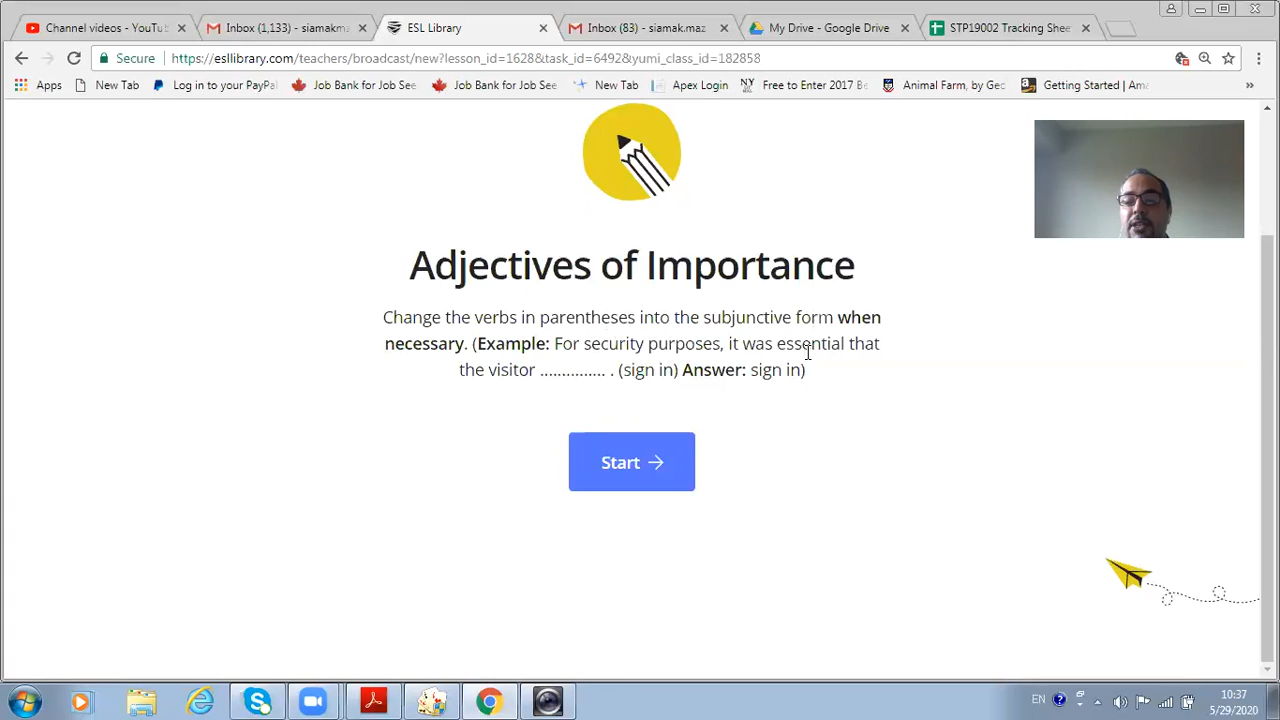 Channel videos - YouTu
Inbox (1,133) - siamakma
ESL Library
Inbox (83) - siamak.maz
My Drive - Google Drive
STP19002 Tracking Shee
Secure
https://esllibrary.com/teachers/broadcast/new?lesson_id=1628&task_id=6492&yumi_class_id=182858
Apps
New Tab
Log in to your PayPal
Job Bank for Job See
Job Bank for Job See
New Tab
Apex Login
Free to Enter 2017 Be
Animal Farm, by Geo
Getting Started | Ama
»
Adjectives of Importance
Change the verbs in parentheses into the subjunctive form when
necessary. (Example: For security purposes, it was essential that
the visitor ............... . (sign in) Answer: sign in)
Start →
EN
10:37
5/29/2020